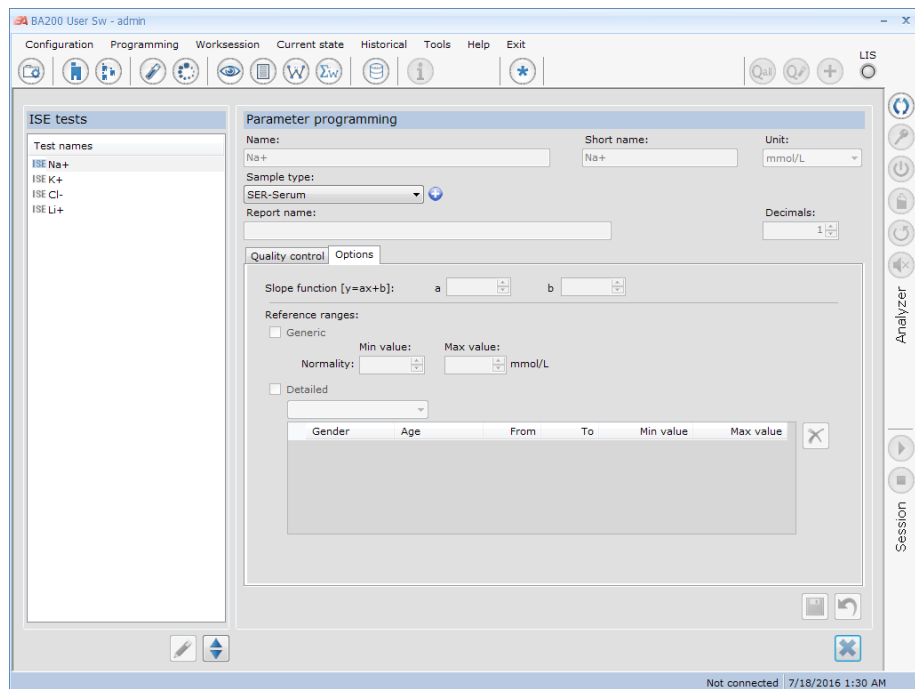 BA200 User Sw - admin
Configuration Programming Worksession Current state Historical Tools Help Exit
LIS
ISE tests
Test names
ISE Na+
ISE K+
ISE Cl-
ISE Li+
Parameter programming
Name: Short name: Unit:
Na+ Na+ mmol/L
Sample type:
SER-Serum
Report name: Decimals:
1
Quality control Options
Slope function [y=ax+b]: a b
Reference ranges:
Generic
Min value: Max value:
Normality: mmol/L
Detailed
Gender Age From To Min value Max value
Analyzer
Session
Not connected 7/18/2016 1:30 AM